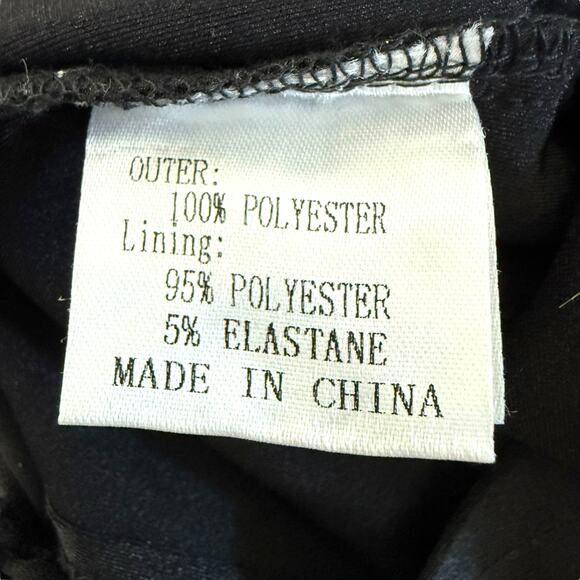 OUTER:
100% POLYESTER
Lining:
95% POLYESTER
5% ELASTANE
MADE IN CHINA